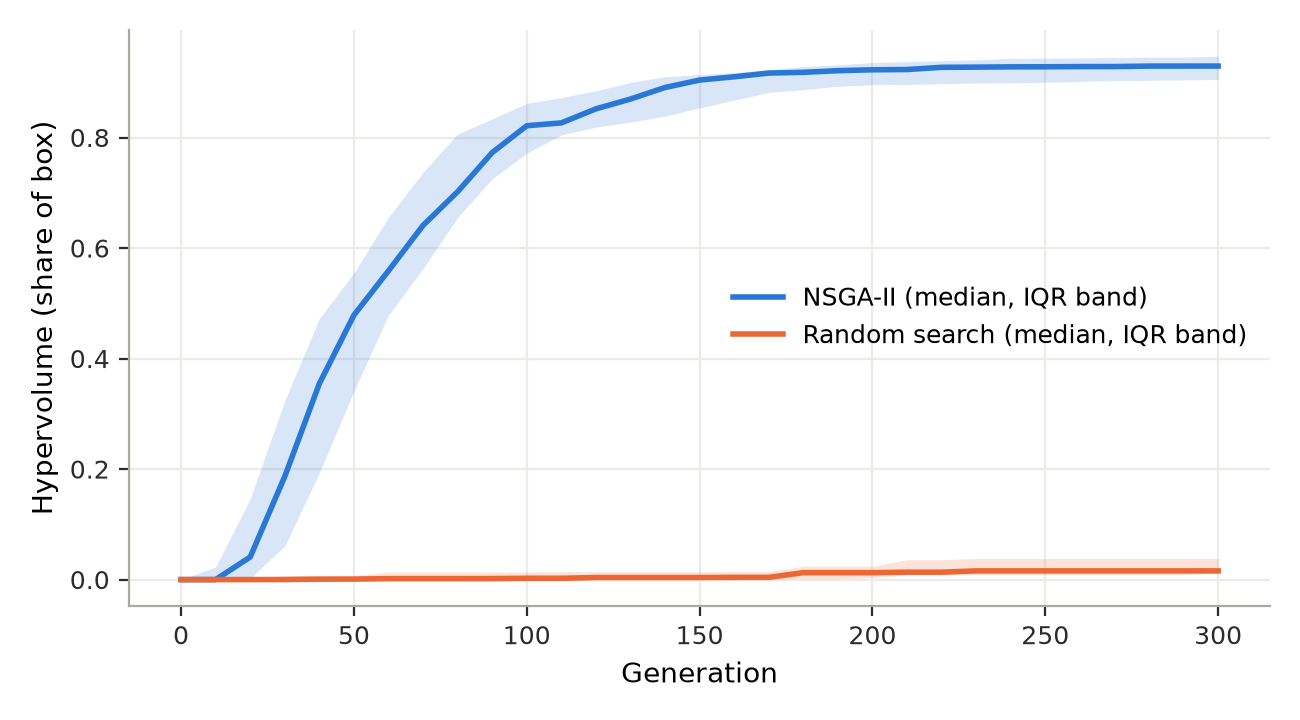 Hypervolume (share of box)
0.8
0.6
0.4
0.2
0.0
NSGA-II (median, IQR band)
Random search (median, IQR band)
0 50 100 150 200 250 300
Generation